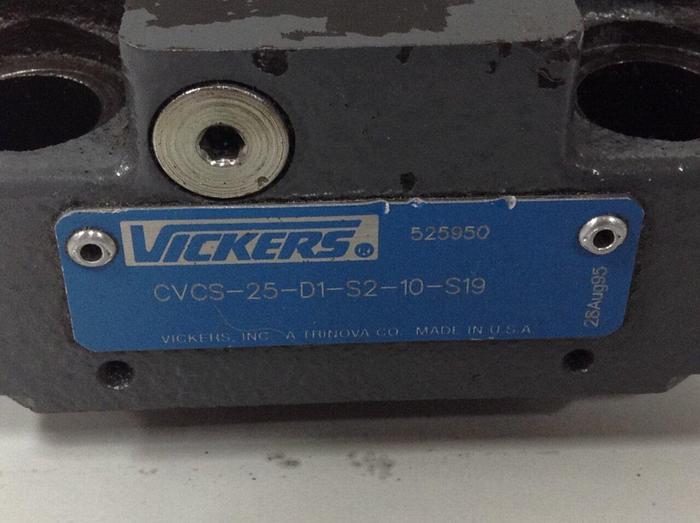 VICKERS® 525950
CVCS-25-D1-S2-10-S19
VICKERS, INC. A TRINOVA CO. MADE IN U.S.A
28Aug95